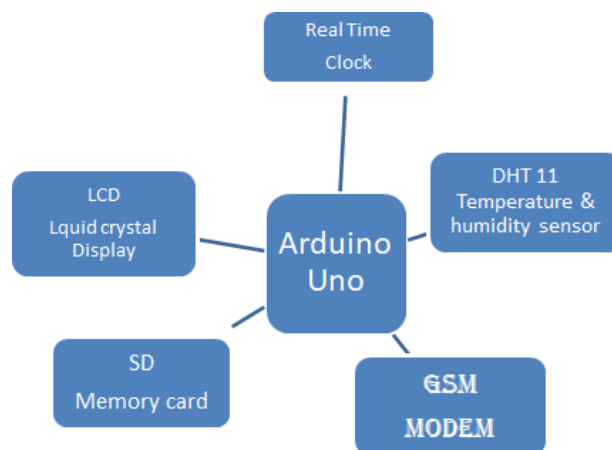 Real Time
Clock
LCD
Lquid crystal
Display
DHT 11
Temperature &
humidity sensor
Arduino
Uno
SD
Memory card
GSM
MODEM